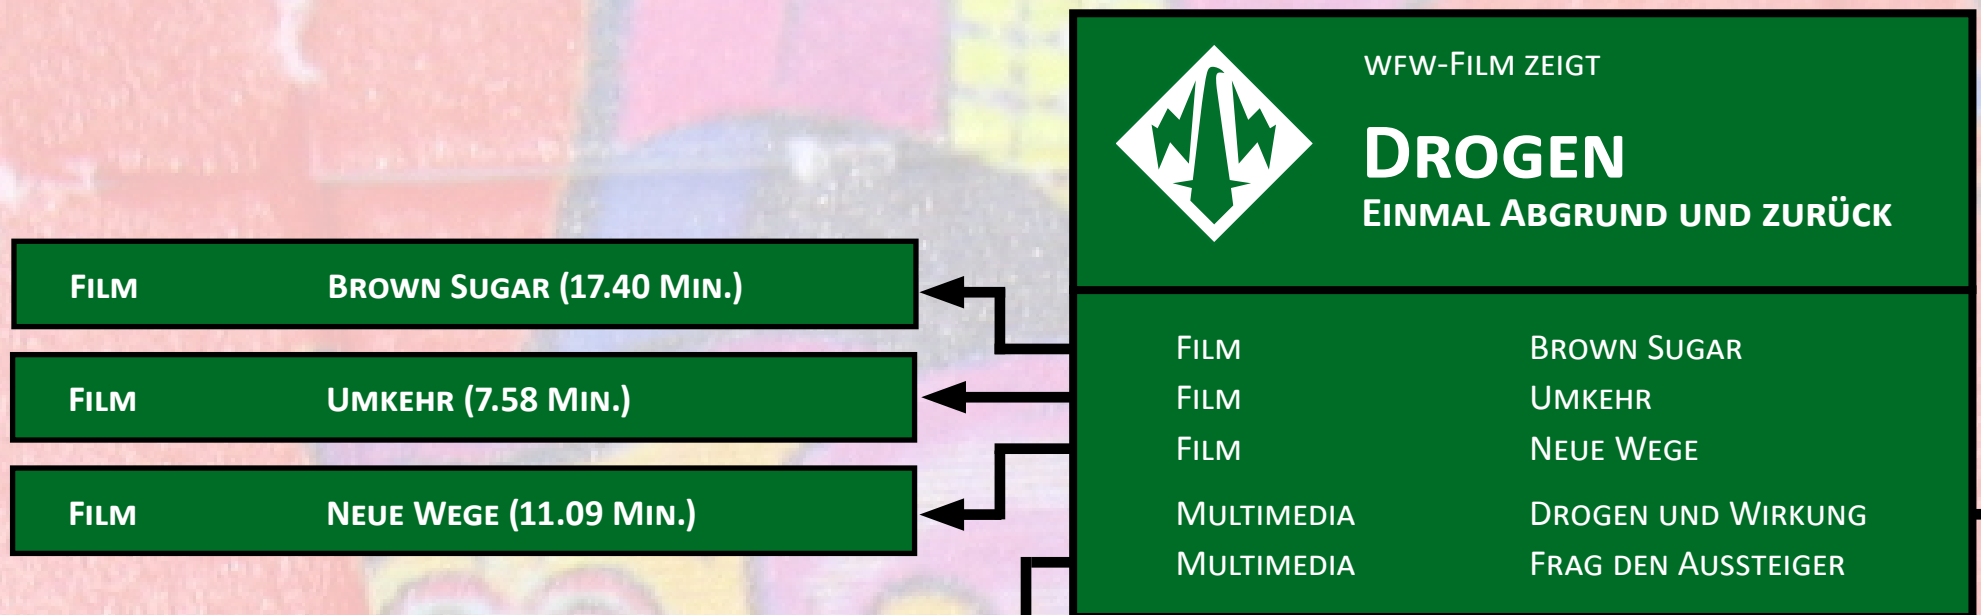 WFW-FILM ZEIGT
DROGEN
EINMAL ABGRUND UND ZURÜCK
FILM BROWN SUGAR (17.40 MIN.)
FILM UMKEHR (7.58 MIN.)
FILM NEUE WEGE (11.09 MIN.)
FILM BROWN SUGAR
FILM UMKEHR
FILM NEUE WEGE
MULTIMEDIA DROGEN UND WIRKUNG
MULTIMEDIA FRAG DEN AUSSTEIGER